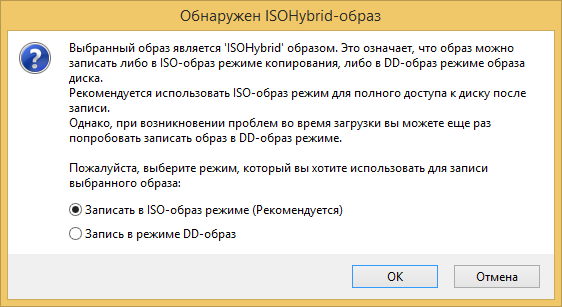 Обнаружен ISOHybrid-образ
Выбранный образ является 'ISOHybrid' образом. Это означает, что образ можно
записать либо в ISO-образ режиме копирования, либо в DD-образ режиме образа
диска.
Рекомендуется использовать ISO-образ режим для полного доступа к диску после
записи.
Однако, при возникновении проблем во время загрузки вы можете еще раз
попробовать записать образ в DD-образ режиме.
Пожалуйста, выберите режим, который вы хотите использовать для записи
выбранного образа:
Записать в ISO-образ режиме (Рекомендуется)
Запись в режиме DD-образ
OK
Отмена